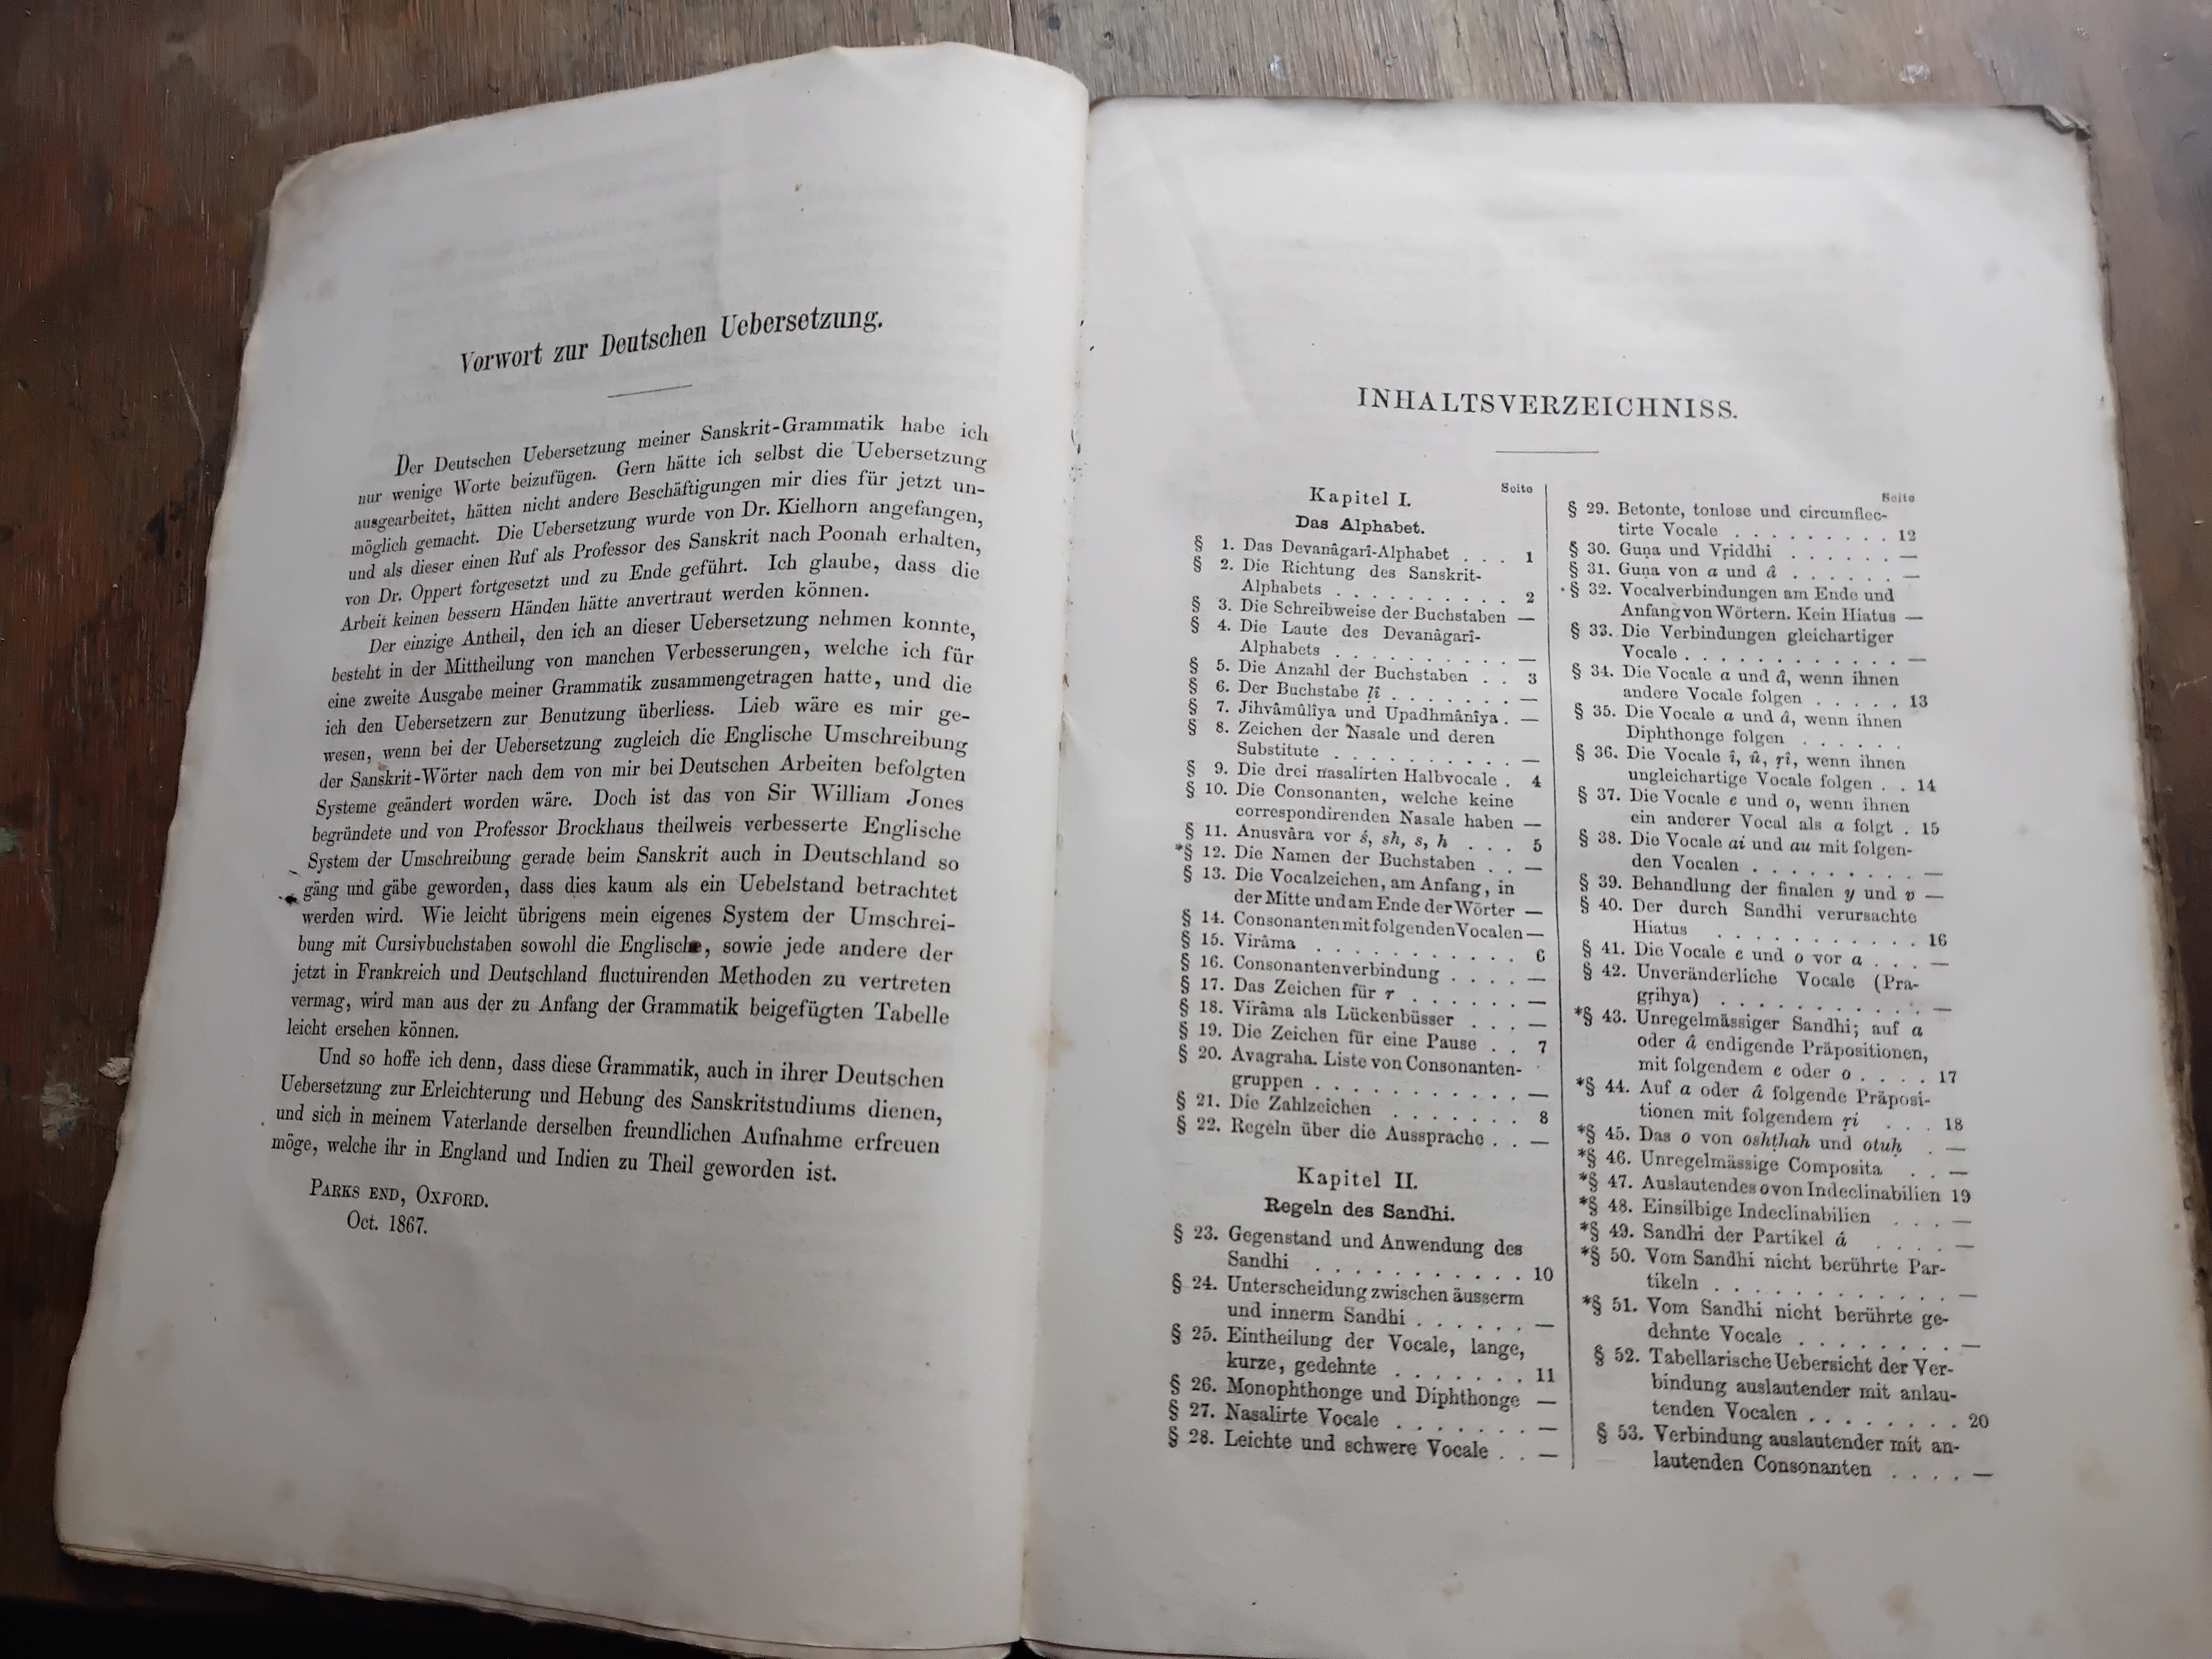 Vorwort zur Deutschen Uebersetzung.
Der Deutschen Uebersetzung meiner Sanskrit-Grammatik habe ich
nur wenige Worte beizufügen. Gern hätte ich selbst die Uebersetzung
ausgearbeitet, hätten nicht andere Beschäftigungen mir dies für jetzt un-
möglich gemacht. Die Uebersetzung wurde von Dr. Kielhorn angefangen,
und als dieser einen Ruf als Professor des Sanskrit nach Poonah erhalten,
von Dr. Oppert fortgesetzt und zu Ende geführt. Ich glaube, dass die
Arbeit keinen bessern Händen hätte anvertraut werden können.
Der einzige Antheil, den ich an dieser Uebersetzung nehmen konnte,
besteht in der Mittheilung von manchen Verbesserungen, welche ich für
eine zweite Ausgabe meiner Grammatik zusammengetragen hatte, und die
ich den Uebersetzern zur Benutzung überliess. Lieb wäre es mir ge-
wesen, wenn bei der Uebersetzung zugleich die Englische Umschreibung
der Sanskrit-Wörter nach dem von mir bei Deutschen Arbeiten befolgten
Systeme geändert worden wäre. Doch ist das von Sir William Jones
begründete und von Professor Brockhaus theilweis verbesserte Englische
System der Umschreibung gerade beim Sanskrit auch in Deutschland so
gäng und gäbe geworden, dass dies kaum als ein Uebelstand betrachtet
werden wird. Wie leicht übrigens mein eigenes System der Umschrei-
bung mit Cursivbuchstaben sowohl die Englische, sowie jede andere der
jetzt in Frankreich und Deutschland fluctuirenden Methoden zu vertreten
vermag, wird man aus der zu Anfang der Grammatik beigefügten Tabelle
leicht ersehen können.
Und so hoffe ich denn, dass diese Grammatik, auch in ihrer Deutschen
Uebersetzung zur Erleichterung und Hebung des Sanskritstudiums dienen,
und sich in meinem Vaterlande derselben freundlichen Aufnahme erfreuen
möge, welche ihr in England und Indien zu Theil geworden ist.
PARKS END, OXFORD.
Oct. 1867.
INHALTSVERZEICHNISS.
Seite
Kapitel I.
Das Alphabet.
§ 1. Das Devanâgarî-Alphabet . . . 1
§ 2. Die Richtung des Sanskrit-
Alphabets . . . . . . . . . . 2
§ 3. Die Schreibweise der Buchstaben —
§ 4. Die Laute des Devanâgarî-
Alphabets . . . . . . . . . . —
§ 5. Die Anzahl der Buchstaben . . 3
§ 6. Der Buchstabe ḷî . . . . . . . —
§ 7. Jihvâmûlîya und Upadhmânîya . —
§ 8. Zeichen der Nasale und deren
Substitute . . . . . . . . . . —
§ 9. Die drei nasalirten Halbvocale . 4
§ 10. Die Consonanten, welche keine
correspondirenden Nasale haben —
§ 11. Anusvâra vor ś, sh, s, h . . . 5
*§ 12. Die Namen der Buchstaben . . —
§ 13. Die Vocalzeichen, am Anfang, in
der Mitte und am Ende der Wörter —
§ 14. Consonanten mit folgenden Vocalen —
§ 15. Virâma . . . . . . . . . . 6
§ 16. Consonantenverbindung . . . . —
§ 17. Das Zeichen für r . . . . . . —
§ 18. Virâma als Lückenbüsser . . . —
§ 19. Die Zeichen für eine Pause . . 7
§ 20. Avagraha. Liste von Consonanten-
gruppen . . . . . . . . . . —
§ 21. Die Zahlzeichen . . . . . . 8
§ 22. Regeln über die Aussprache . . —
Kapitel II.
Regeln des Sandhi.
§ 23. Gegenstand und Anwendung des
Sandhi . . . . . . . . . . . 10
§ 24. Unterscheidung zwischen äusserm
und innerm Sandhi . . . . . . —
§ 25. Eintheilung der Vocale, lange,
kurze, gedehnte . . . . . . . 11
§ 26. Monophthonge und Diphthonge —
§ 27. Nasalirte Vocale . . . . . . . —
§ 28. Leichte und schwere Vocale . . —
Seite
§ 29. Betonte, tonlose und circumflec-
tirte Vocale . . . . . . . . . 12
§ 30. Guṇa und Vṛiddhi . . . . . . —
§ 31. Guṇa von a und â . . . . . . —
*§ 32. Vocalverbindungen am Ende und
Anfang von Wörtern. Kein Hiatus —
§ 33. Die Verbindungen gleichartiger
Vocale . . . . . . . . . . . . —
§ 34. Die Vocale a und â, wenn ihnen
andere Vocale folgen . . . . . 13
§ 35. Die Vocale a und â, wenn ihnen
Diphthonge folgen . . . . . .
§ 36. Die Vocale î, û, ṛî, wenn ihnen
ungleichartige Vocale folgen . . 14
§ 37. Die Vocale e und o, wenn ihnen
ein anderer Vocal als a folgt . 15
§ 38. Die Vocale ai und au mit folgen-
den Vocalen . . . . . . . . . —
§ 39. Behandlung der finalen y und v —
§ 40. Der durch Sandhi verursachte
Hiatus . . . . . . . . . . . 16
§ 41. Die Vocale e und o vor a . . . —
§ 42. Unveränderliche Vocale (Pra-
gṛihya) . . . . . . . . . . . —
*§ 43. Unregelmässiger Sandhi; auf a
oder â endigende Präpositionen,
mit folgendem e oder o . . . . 17
*§ 44. Auf a oder â folgende Präposi-
tionen mit folgendem ṛi . . . 18
*§ 45. Das o von oshṭhaḥ und otuḥ . —
*§ 46. Unregelmässige Composita . . —
*§ 47. Auslautendes o von Indeclinabilien 19
*§ 48. Einsilbige Indeclinabilien . . . —
*§ 49. Sandhi der Partikel â . . . . —
*§ 50. Vom Sandhi nicht berührte Par-
tikeln . . . . . . . . . . . . —
*§ 51. Vom Sandhi nicht berührte ge-
dehnte Vocale . . . . . . . . —
§ 52. Tabellarische Uebersicht der Ver-
bindung auslautender mit anlau-
tenden Vocalen . . . . . . . . 20
§ 53. Verbindung auslautender mit an-
lautenden Consonanten . . . . —